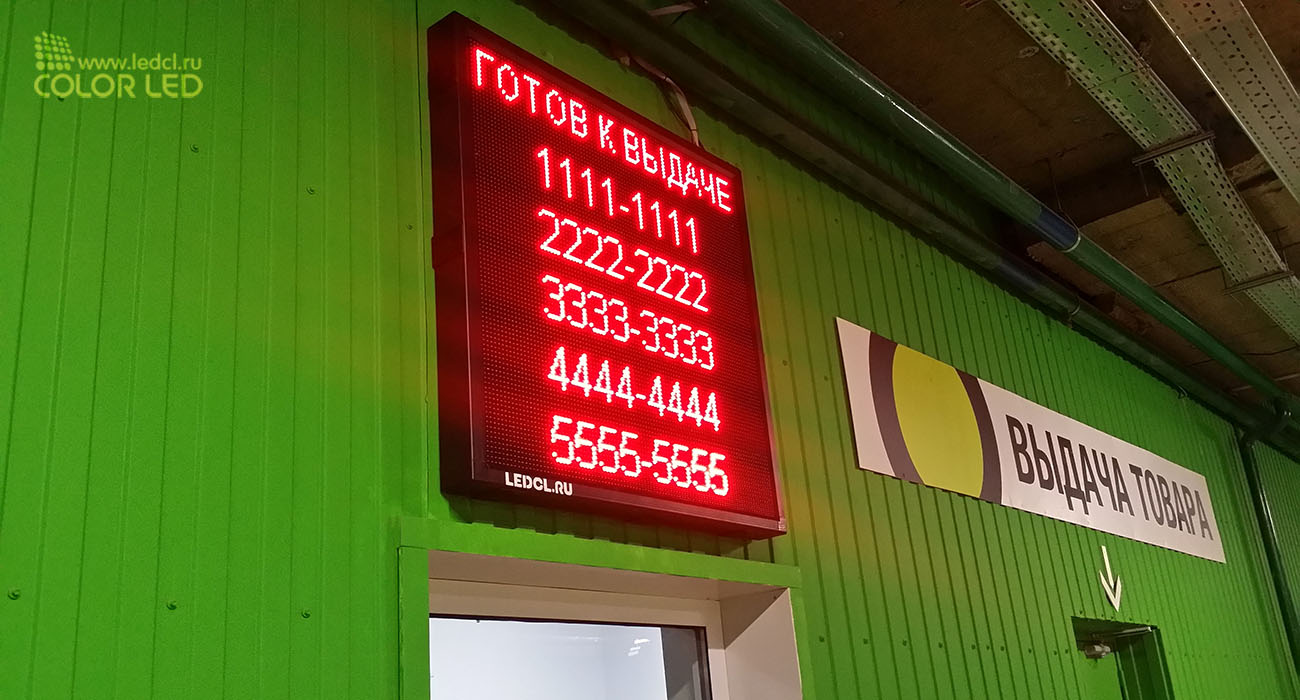 www.ledcl.ru
COLOR LED
ГОТОВ К ВЫДАЧЕ
1111-1111
2222-2222
3333-3333
4444-4444
5555-5555
LEDCL.RU
ВЫДАЧА ТОВАРА